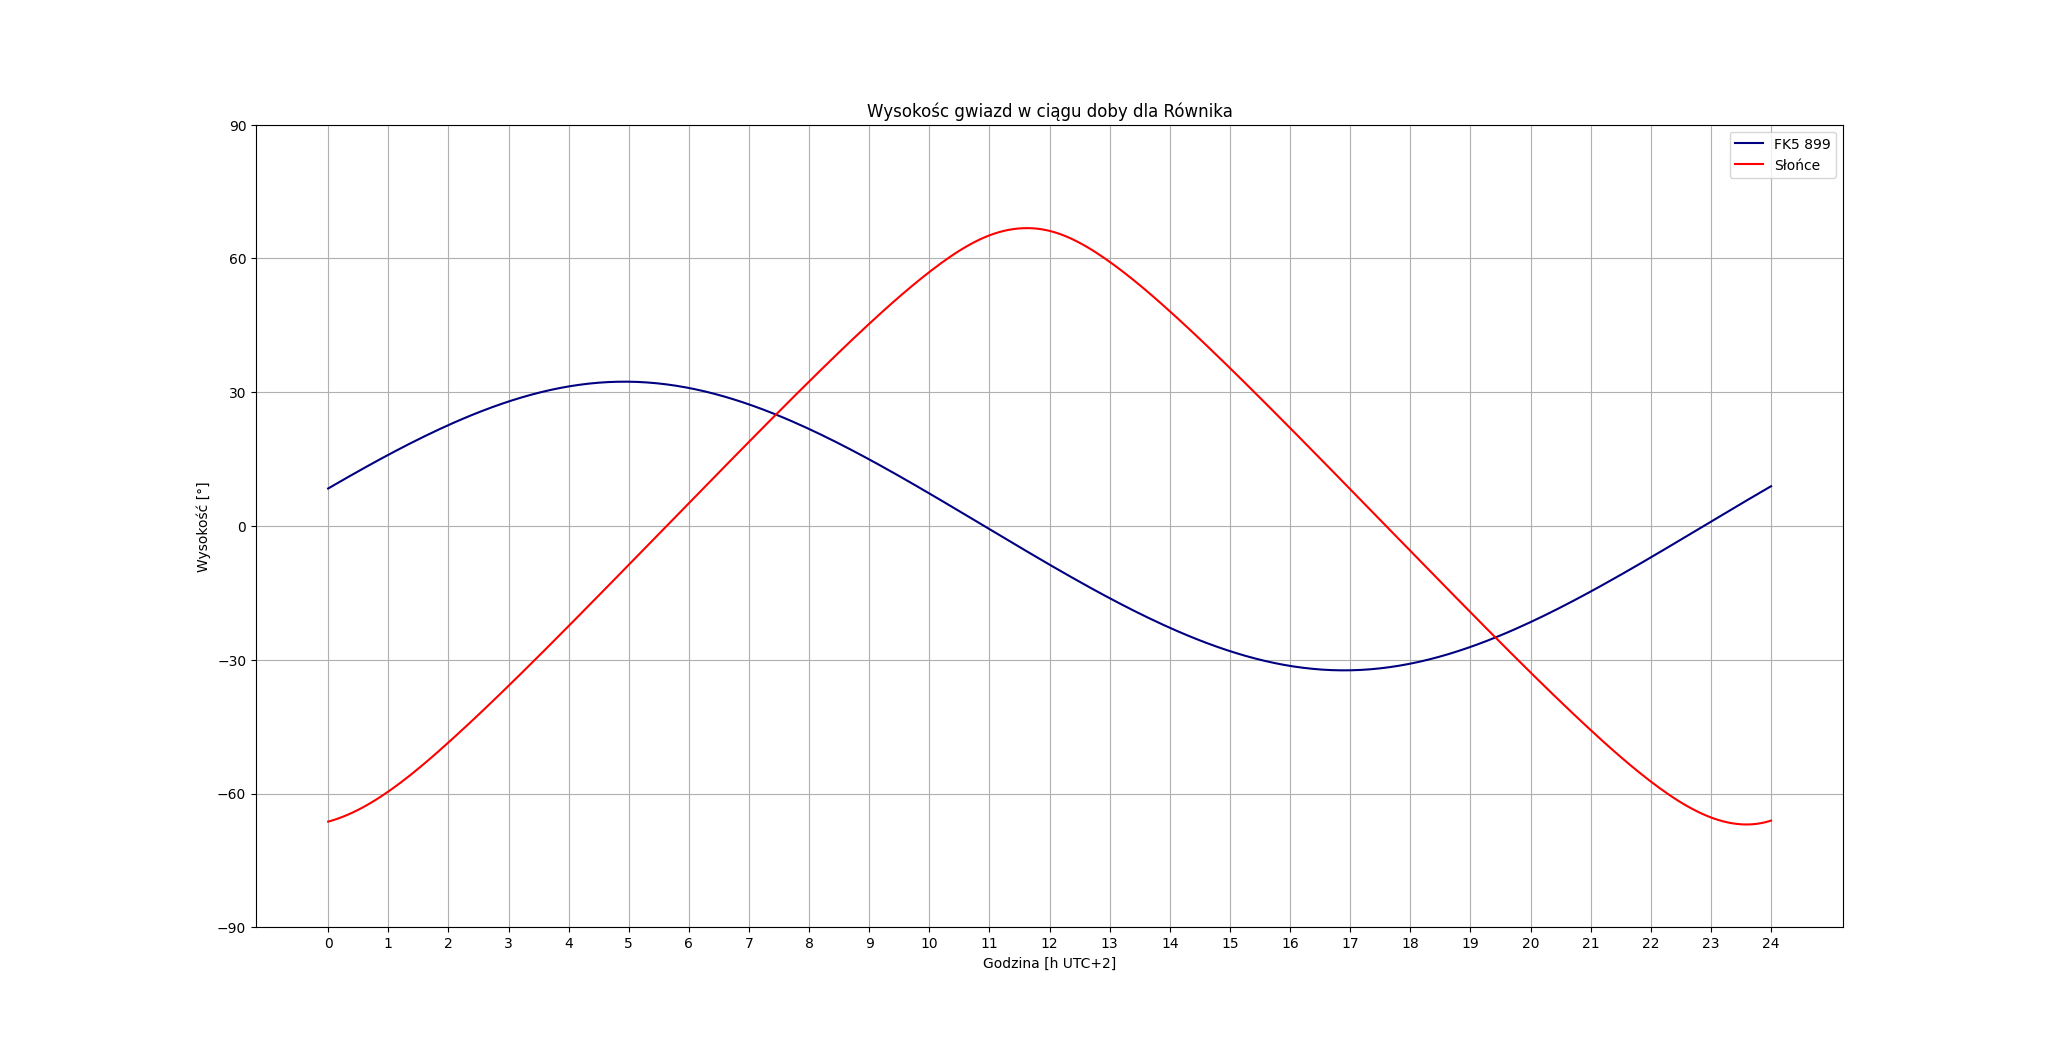 Wysokośc gwiazd w ciągu doby dla Równika
90
60
30
0
−30
−60
−90
Wysokość [°]
FK5 899
Słońce
0 1 2 3 4 5 6 7 8 9 10 11 12 13 14 15 16 17 18 19 20 21 22 23 24
Godzina [h UTC+2]